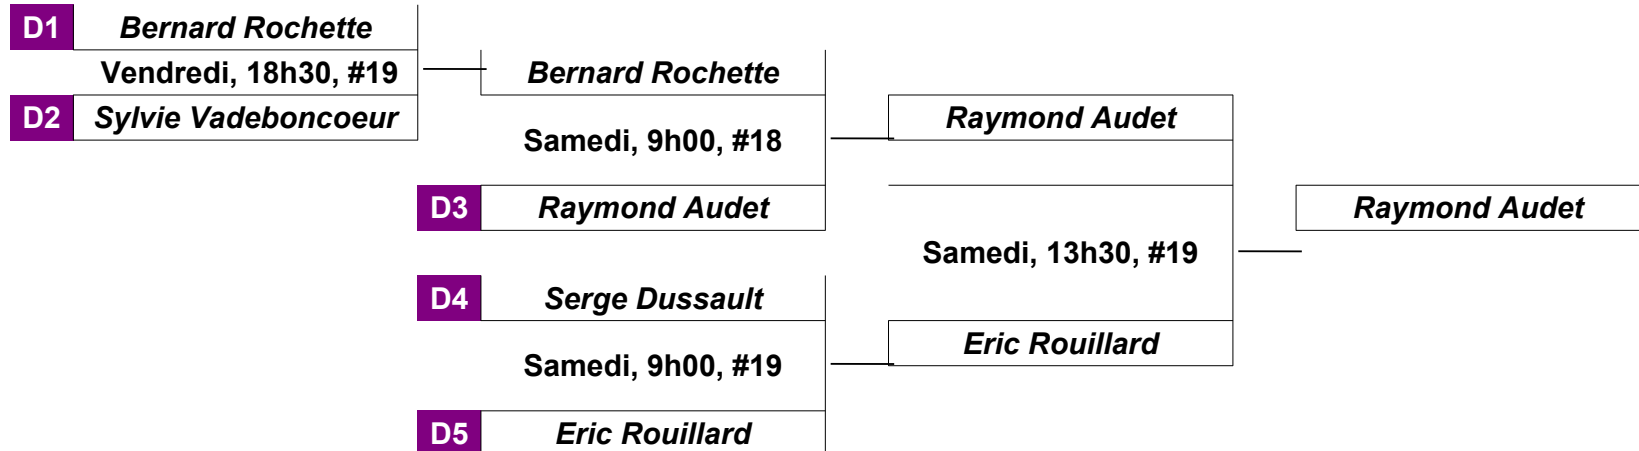 D1 Bernard Rochette
Vendredi, 18h30, #19
Bernard Rochette
D2 Sylvie Vadeboncoeur
Raymond Audet
Samedi, 9h00, #18
D3 Raymond Audet
Raymond Audet
Samedi, 13h30, #19
D4 Serge Dussault
Eric Rouillard
Samedi, 9h00, #19
D5 Eric Rouillard